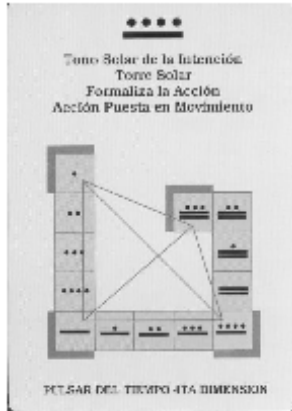 Tono Solar de la Intención
Torre Solar
Formaliza la Acción
Acción Puesta en Movimiento
PULSAR DEL TIEMPO 4TA DIMENSION